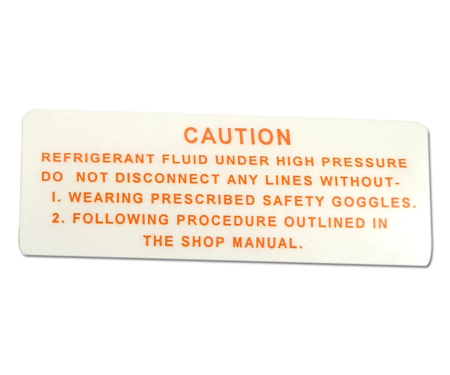 CAUTION
REFRIGERANT FLUID UNDER HIGH PRESSURE
DO NOT DISCONNECT ANY LINES WITHOUT-
1. WEARING PRESCRIBED SAFETY GOGGLES.
2. FOLLOWING PROCEDURE OUTLINED IN
THE SHOP MANUAL.